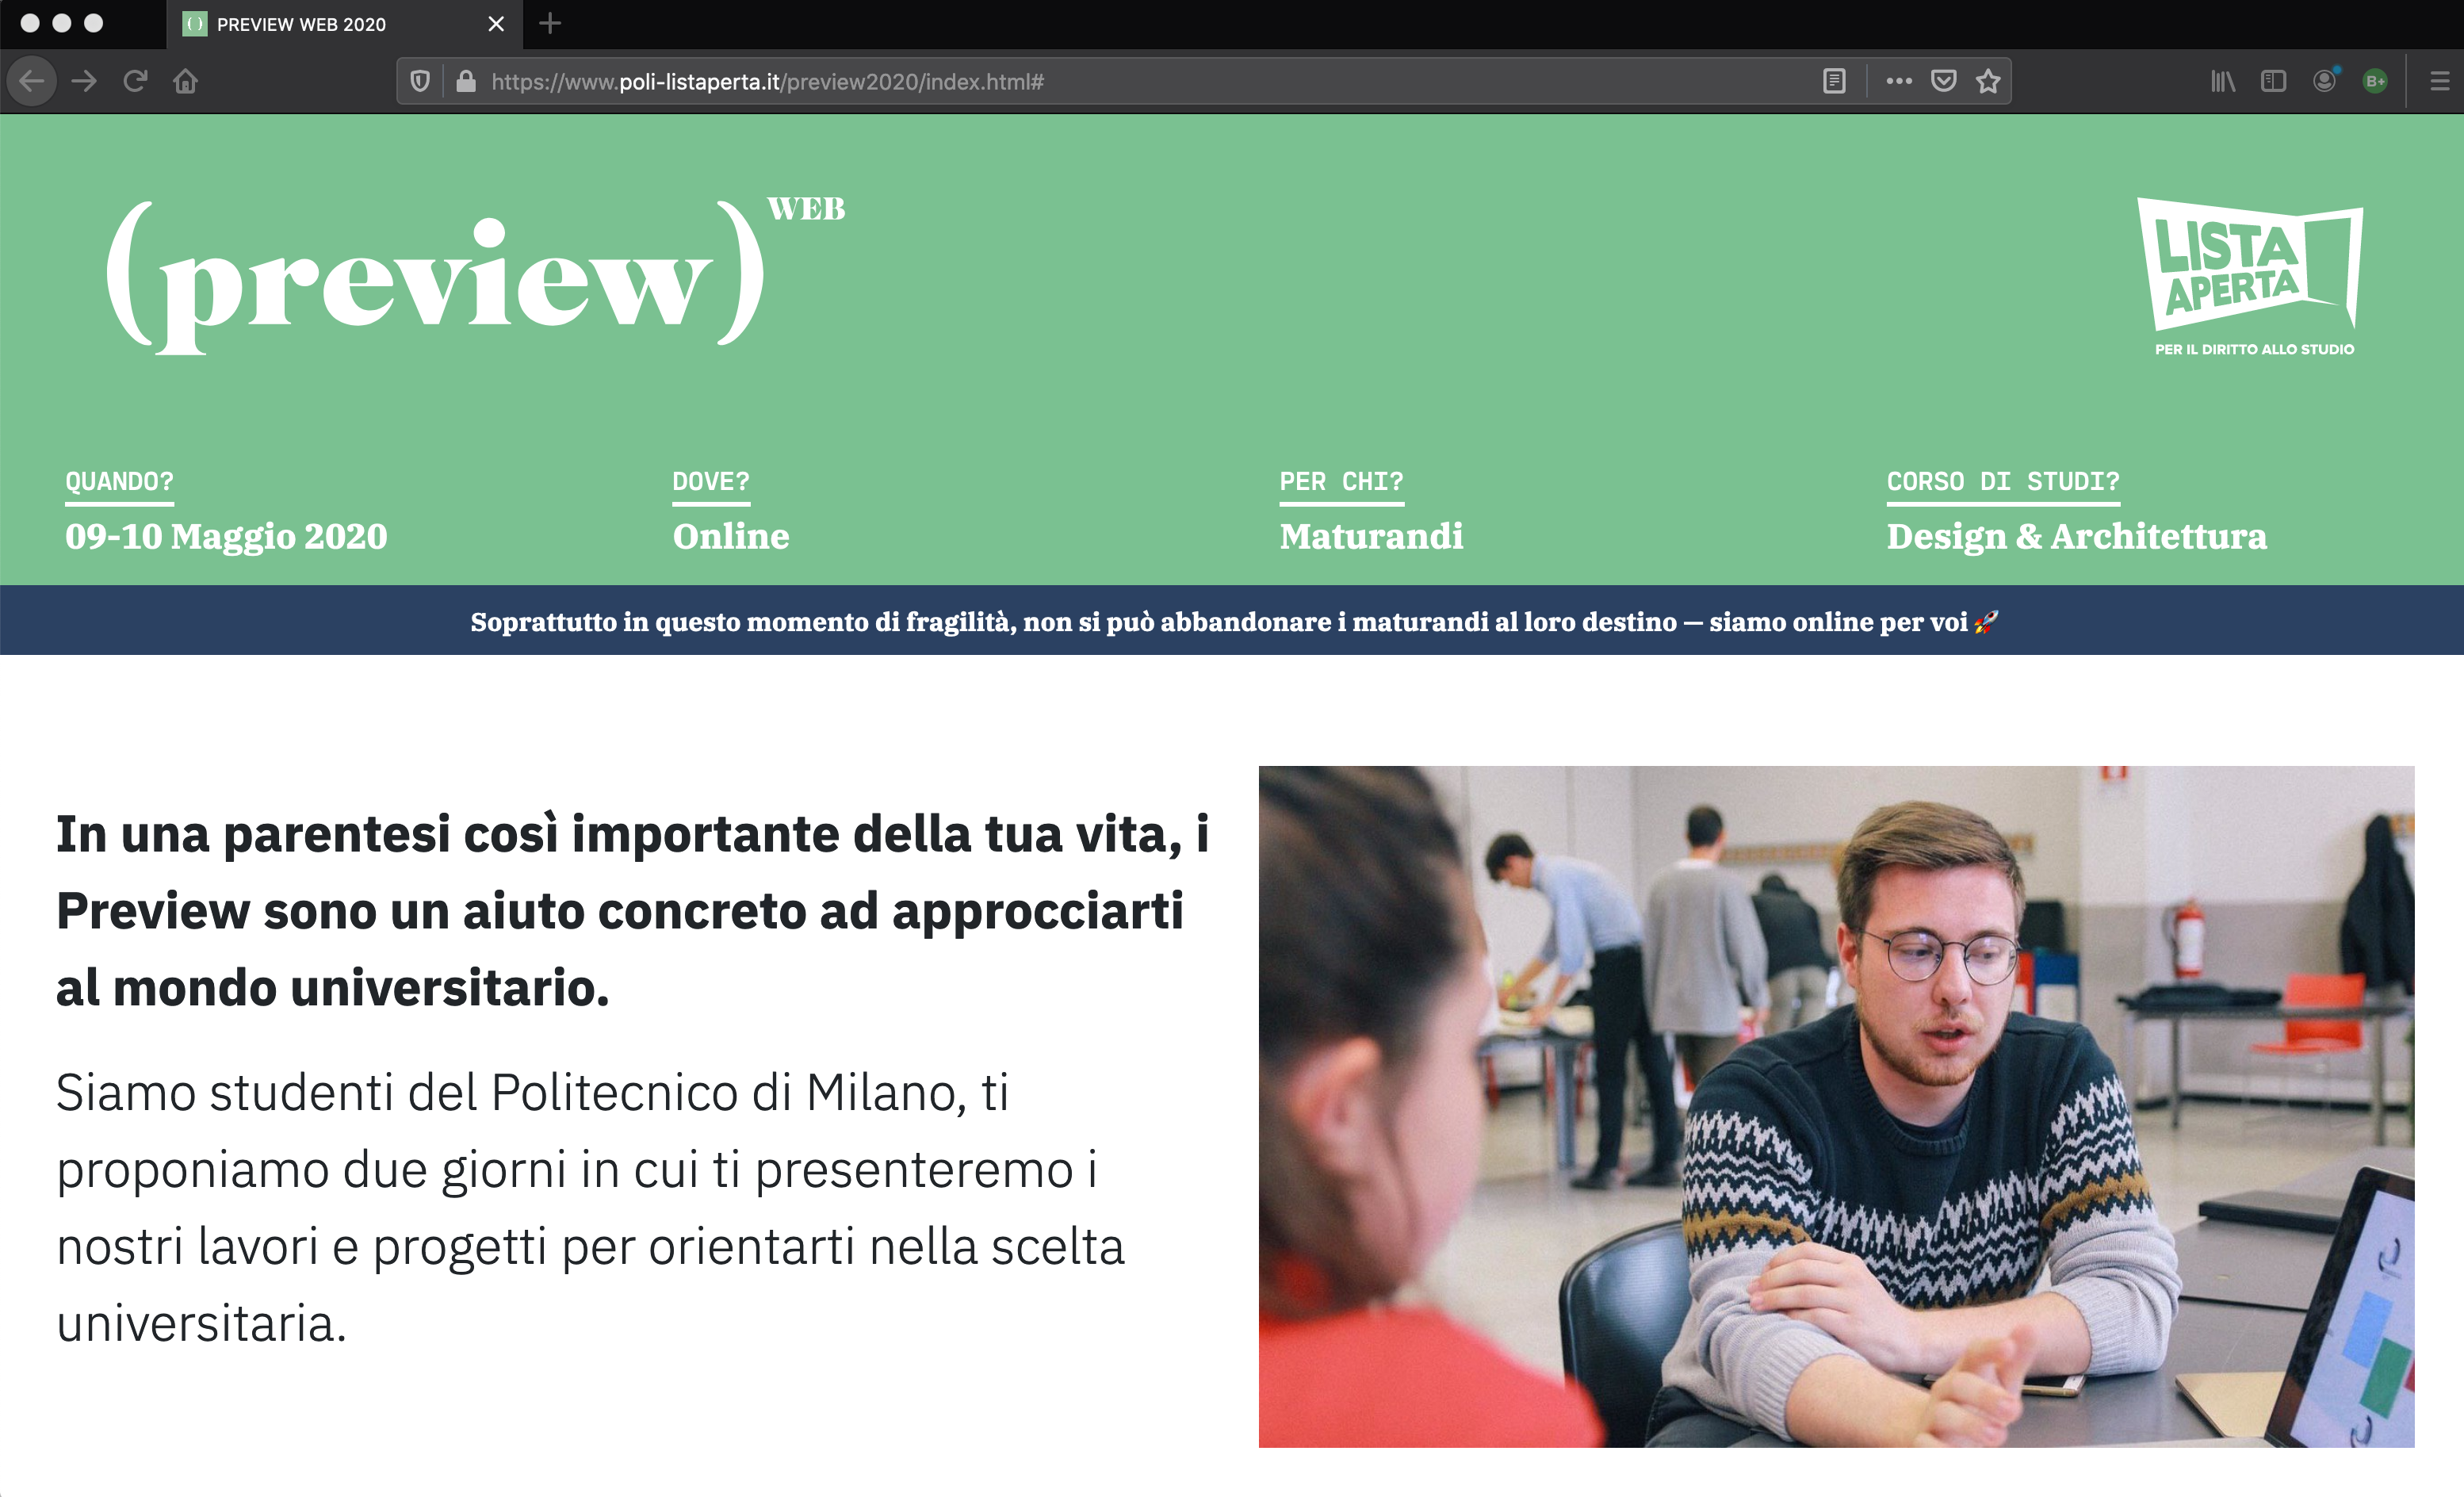 PREVIEW WEB 2020
https://www.poli-listaperta.it/preview2020/index.html#
B+
(preview) WEB
LISTA
APERTA
PER IL DIRITTO ALLO STUDIO
QUANDO?
09-10 Maggio 2020
DOVE?
Online
PER CHI?
Maturandi
CORSO DI STUDI?
Design & Architettura
Soprattutto in questo momento di fragilità, non si può abbandonare i maturandi al loro destino — siamo online per voi 🚀
In una parentesi così importante della tua vita, i
Preview sono un aiuto concreto ad approcciarti
al mondo universitario.
Siamo studenti del Politecnico di Milano, ti
proponiamo due giorni in cui ti presenteremo i
nostri lavori e progetti per orientarti nella scelta
universitaria.